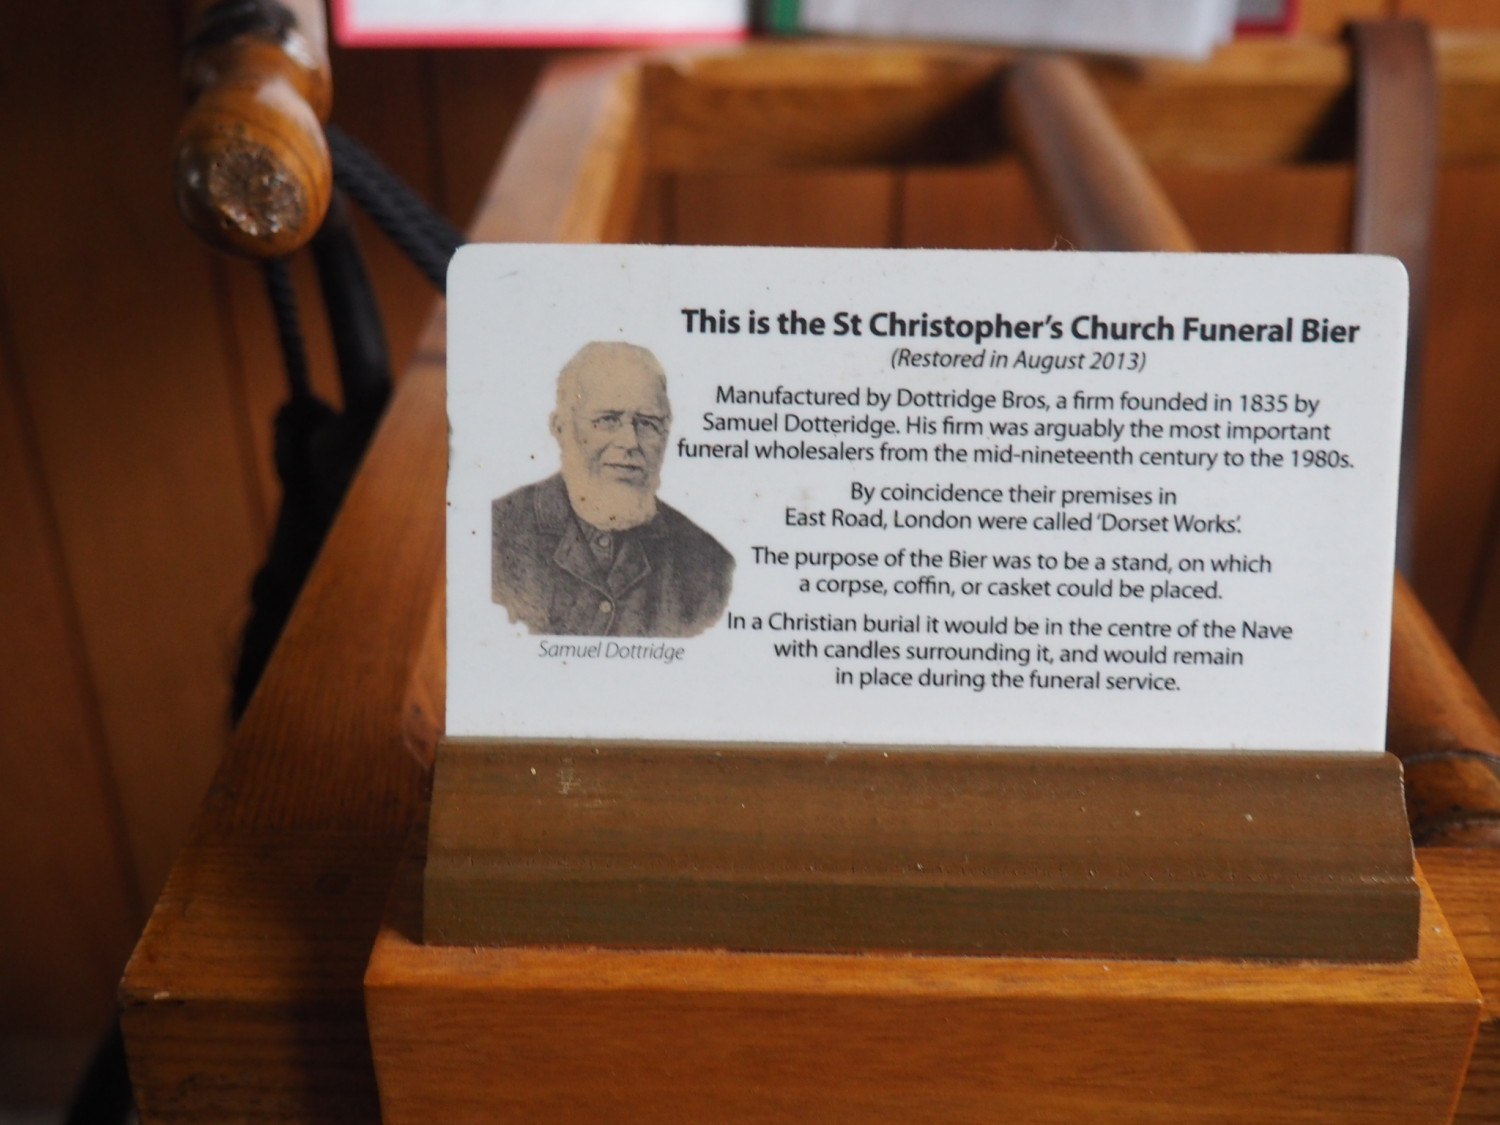 This is the St Christopher's Church Funeral Bier
(Restored in August 2013)
Manufactured by Dottridge Bros, a firm founded in 1835 by
Samuel Dotteridge. His firm was arguably the most important
funeral wholesalers from the mid-nineteenth century to the 1980s.
By coincidence their premises in
East Road, London were called 'Dorset Works'.
The purpose of the Bier was to be a stand, on which
a corpse, coffin, or casket could be placed.
In a Christian burial it would be in the centre of the Nave
with candles surrounding it, and would remain
in place during the funeral service.
Samuel Dottridge